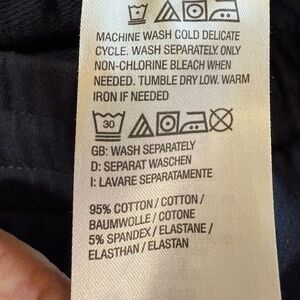 MACHINE WASH COLD DELICATE
CYCLE. WASH SEPARATELY. ONLY
NON-CHLORINE BLEACH WHEN
NEEDED. TUMBLE DRY LOW. WARM
IRON IF NEEDED
30
GB: WASH SEPARATELY
D: SEPARAT WASCHEN
I: LAVARE SEPARATAMENTE
95% COTTON / COTTON /
BAUMWOLLE / COTONE
5% SPANDEX / ELASTANE /
ELASTHAN / ELASTAN